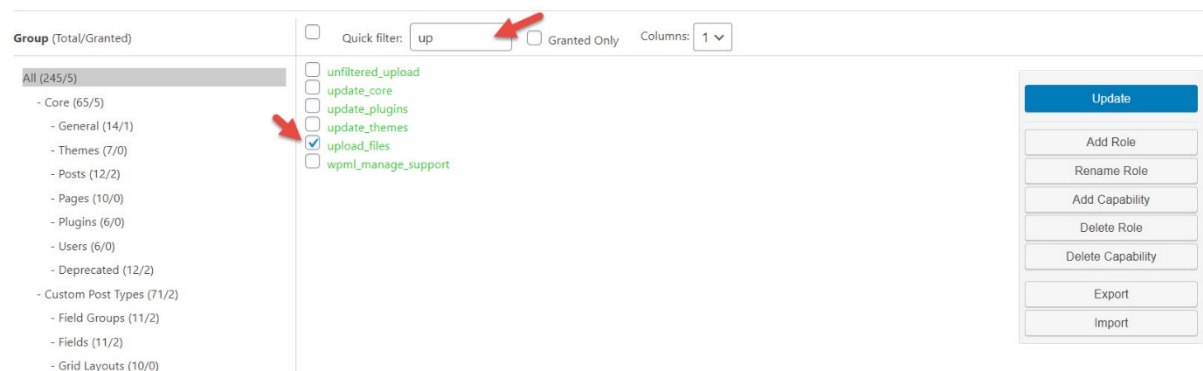 Group (Total/Granted)
Quick filter: up Granted Only Columns: 1
All (245/5)
- Core (65/5)
- General (14/1)
- Themes (7/0)
- Posts (12/2)
- Pages (10/0)
- Plugins (6/0)
- Users (6/0)
- Deprecated (12/2)
- Custom Post Types (71/2)
- Field Groups (11/2)
- Fields (11/2)
- Grid Layouts (10/0)
unfiltered_upload
update_core
update_plugins
update_themes
upload_files
wpml_manage_support
Update
Add Role
Rename Role
Add Capability
Delete Role
Delete Capability
Export
Import